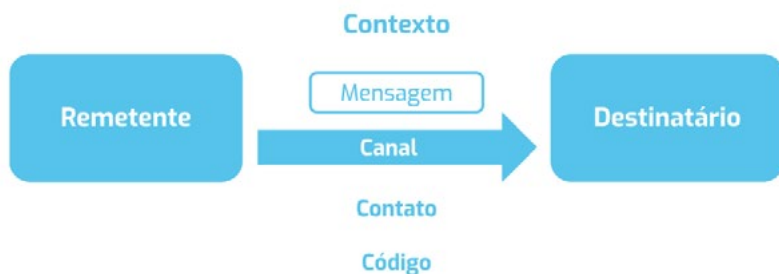 Contexto
Remetente
Mensagem
Canal
Destinatário
Contato
Código